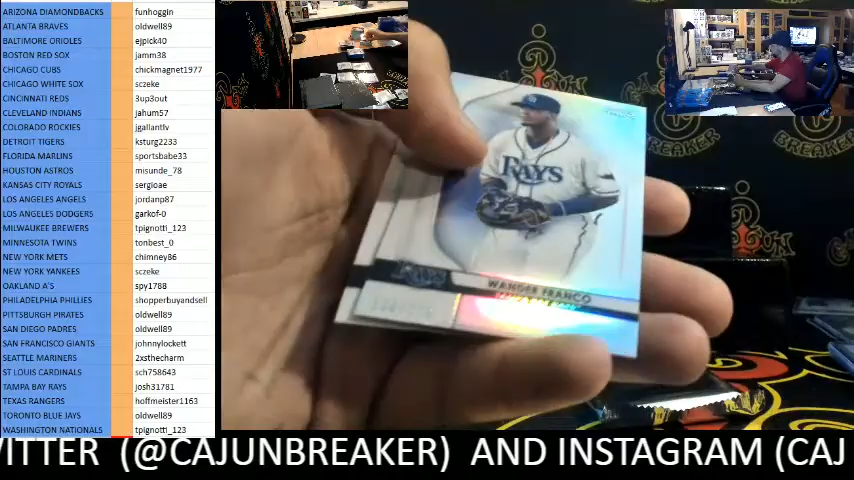 ARIZONA DIAMONDBACKS funhoggin
ATLANTA BRAVES oldwell89
BALTIMORE ORIOLES ejpick40
BOSTON RED SOX jamm38
CHICAGO CUBS chickmagnet1977
CHICAGO WHITE SOX sczeke
CINCINNATI REDS 3up3out
CLEVELAND INDIANS jahum57
COLORADO ROCKIES jgallantlv
DETROIT TIGERS ksturg2233
FLORIDA MARLINS sportsbabe33
HOUSTON ASTROS misunde_78
KANSAS CITY ROYALS sergioae
LOS ANGELES ANGELS jordanp87
LOS ANGELES DODGERS garkof-0
MILWAUKEE BREWERS tpignotti_123
MINNESOTA TWINS tonbest_0
NEW YORK METS chimney86
NEW YORK YANKEES sczeke
OAKLAND A'S spy1788
PHILADELPHIA PHILLIES shopperbuyandsell
PITTSBURGH PIRATES oldwell89
SAN DIEGO PADRES oldwell89
SAN FRANCISCO GIANTS johnnylockett
SEATTLE MARINERS 2xsthecharm
ST LOUIS CARDINALS sch758643
TAMPA BAY RAYS josh31781
TEXAS RANGERS hoffmeister1163
TORONTO BLUE JAYS oldwell89
WASHINGTON NATIONALS tpignotti_123
RAYS
RAYS
WANDER FRANCO
BREAKER
BREAKER
WITTER (@CAJUNBREAKER) AND INSTAGRAM (CAJ